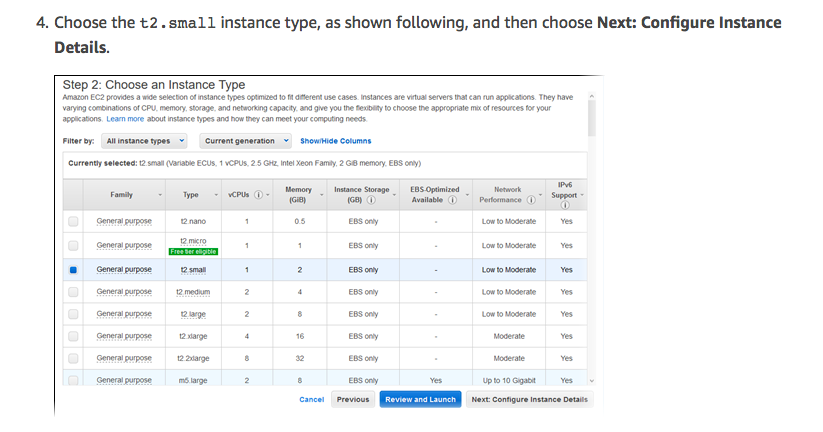 4. Choose the t2.small instance type, as shown following, and then choose Next: Configure Instance
Details.
Step 2: Choose an Instance Type
Amazon EC2 provides a wide selection of instance types optimized to fit different use cases. Instances are virtual servers that can run applications. They have
varying combinations of CPU, memory, storage, and networking capacity, and give you the flexibility to choose the appropriate mix of resources for your
applications. Learn more about instance types and how they can meet your computing needs.
Filter by: All instance types Current generation Show/Hide Columns
Currently selected: t2.small (Variable ECUs, 1 vCPUs, 2.5 GHz, Intel Xeon Family, 2 GiB memory, EBS only)
Family Type vCPUs Memory (GiB) Instance Storage (GB) EBS-Optimized Available Network Performance IPv6 Support
General purpose t2.nano 1 0.5 EBS only - Low to Moderate Yes
General purpose t2.micro Free tier eligible 1 1 EBS only - Low to Moderate Yes
General purpose t2.small 1 2 EBS only - Low to Moderate Yes
General purpose t2.medium 2 4 EBS only - Low to Moderate Yes
General purpose t2.large 2 8 EBS only - Low to Moderate Yes
General purpose t2.xlarge 4 16 EBS only - Moderate Yes
General purpose t2.2xlarge 8 32 EBS only - Moderate Yes
General purpose m5.large 2 8 EBS only Yes Up to 10 Gigabit Yes
Cancel Previous Review and Launch Next: Configure Instance Details